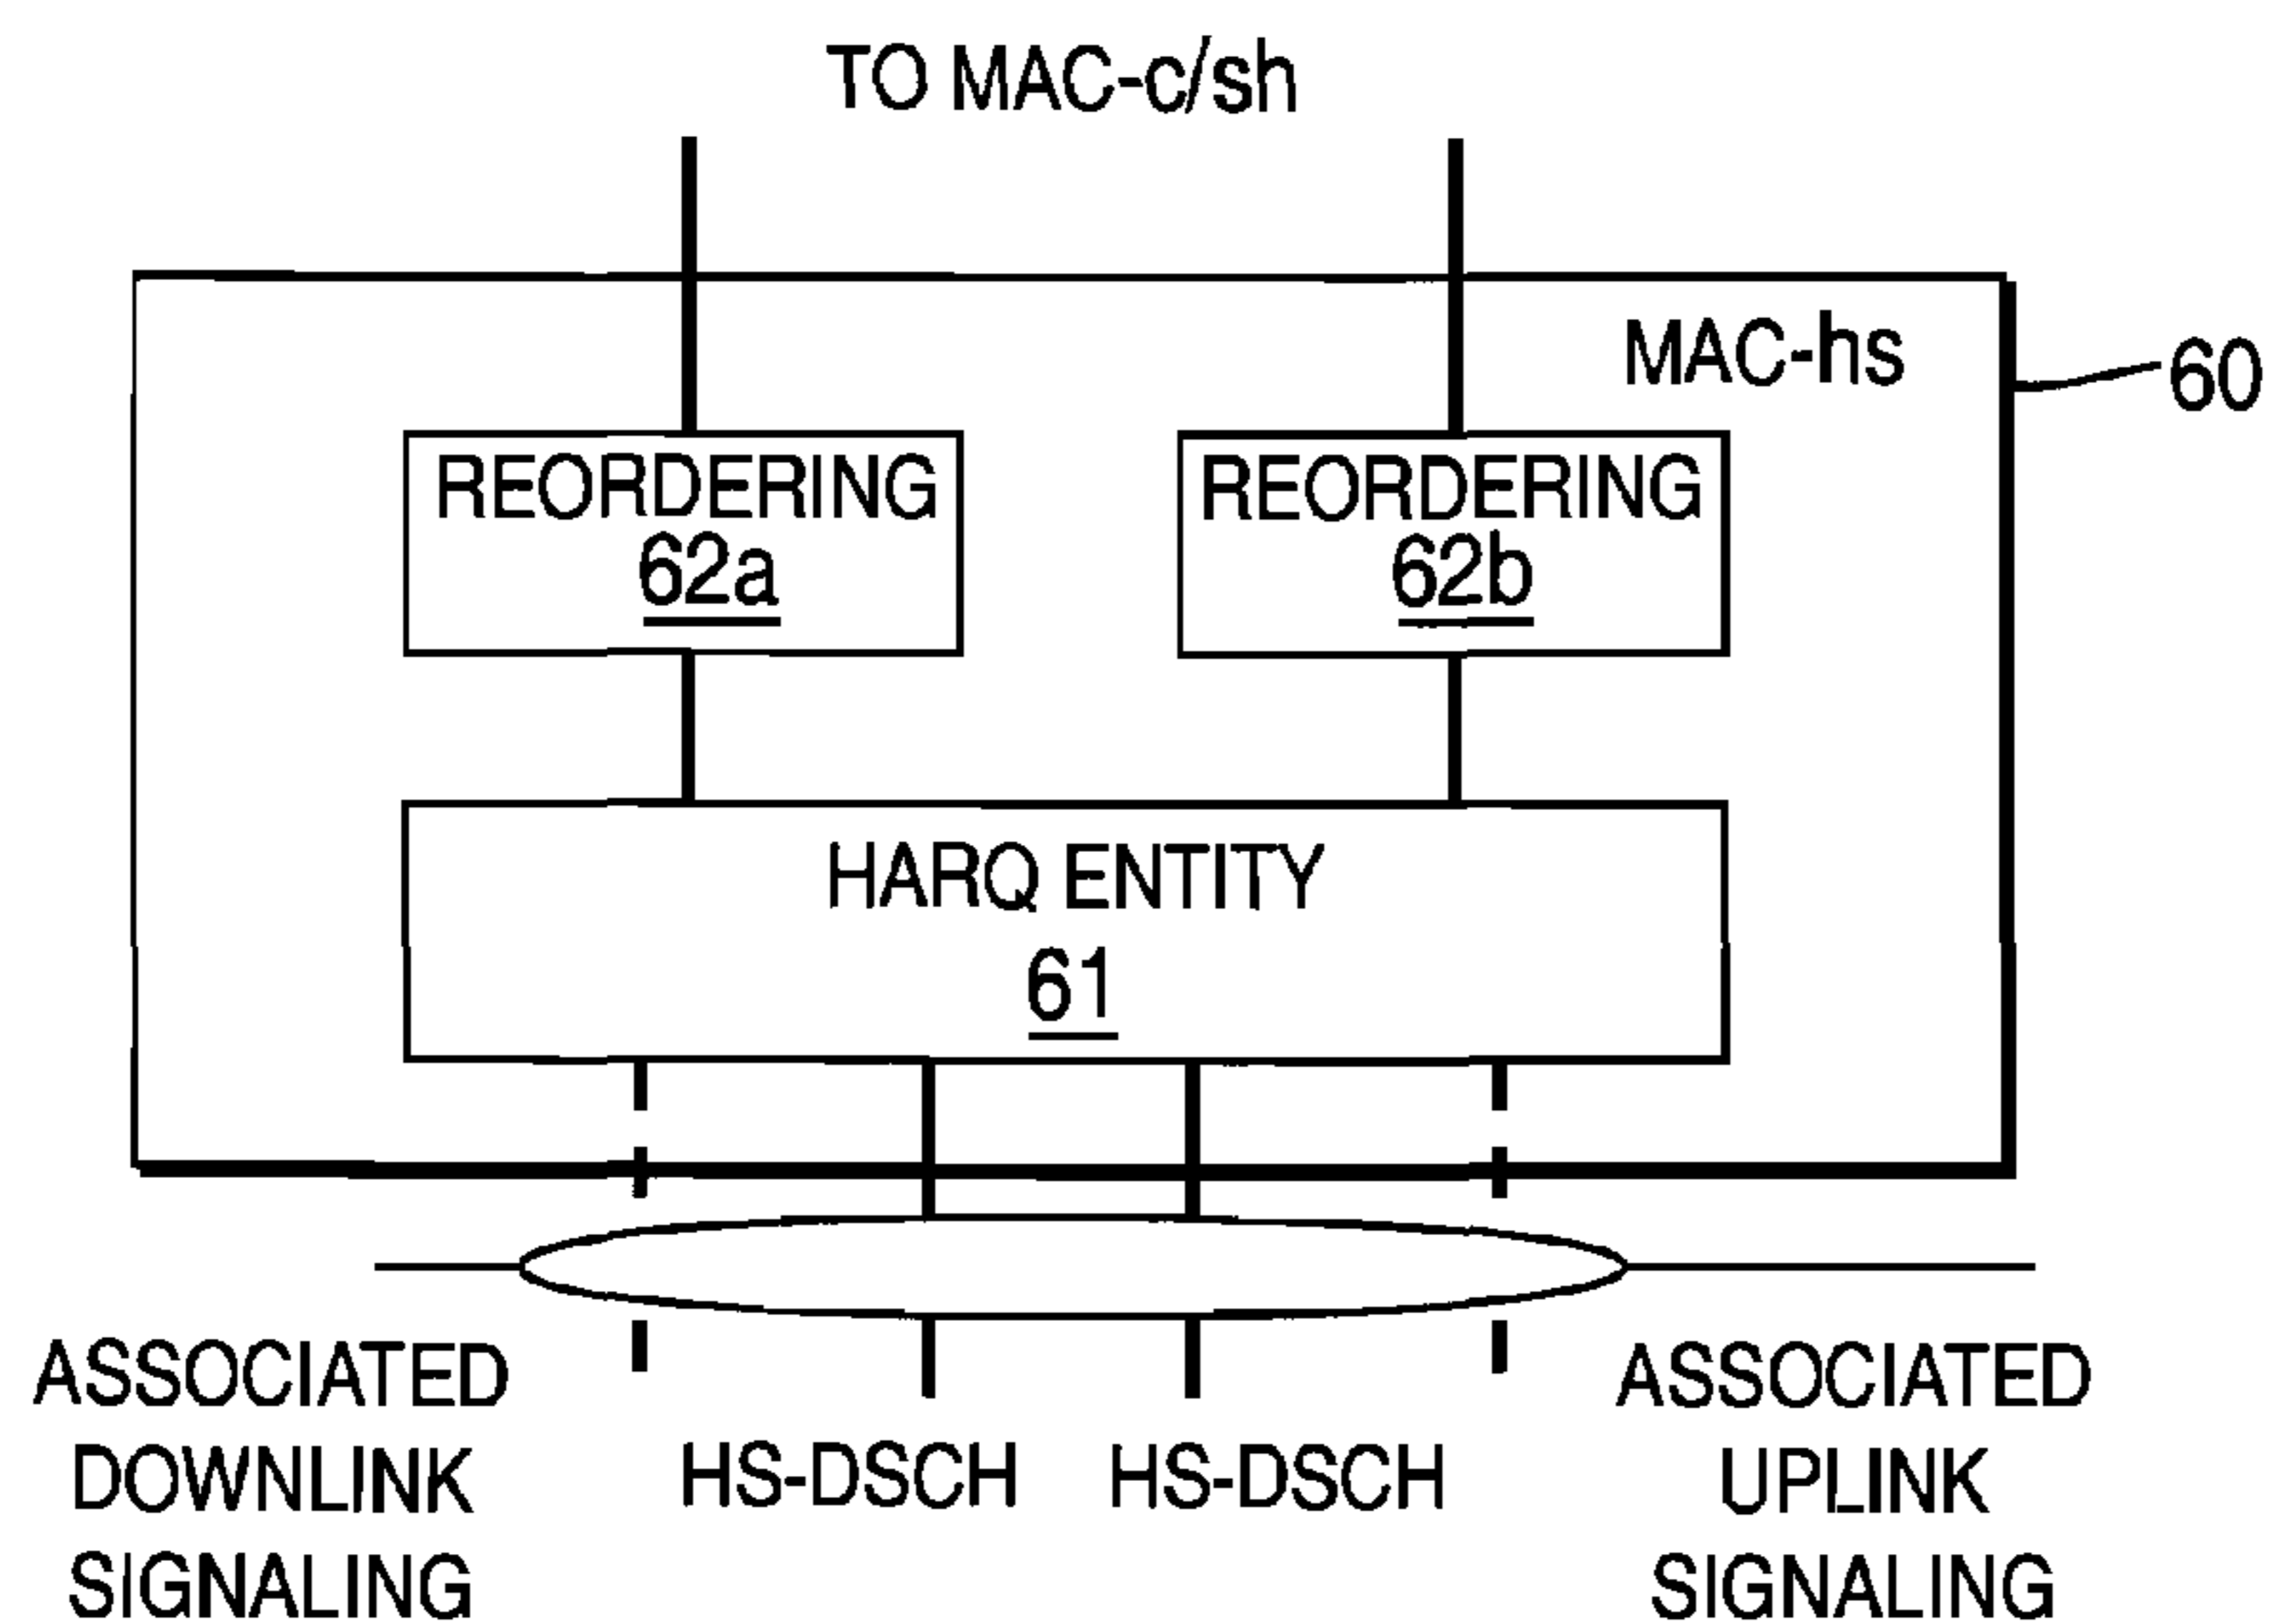 TO MAC-c/sh
MAC-hs
60
REORDERING
62a
REORDERING
62b
HARQ ENTITY
61
ASSOCIATED
DOWNLINK
SIGNALING
HS-DSCH
HS-DSCH
ASSOCIATED
UPLINK
SIGNALING